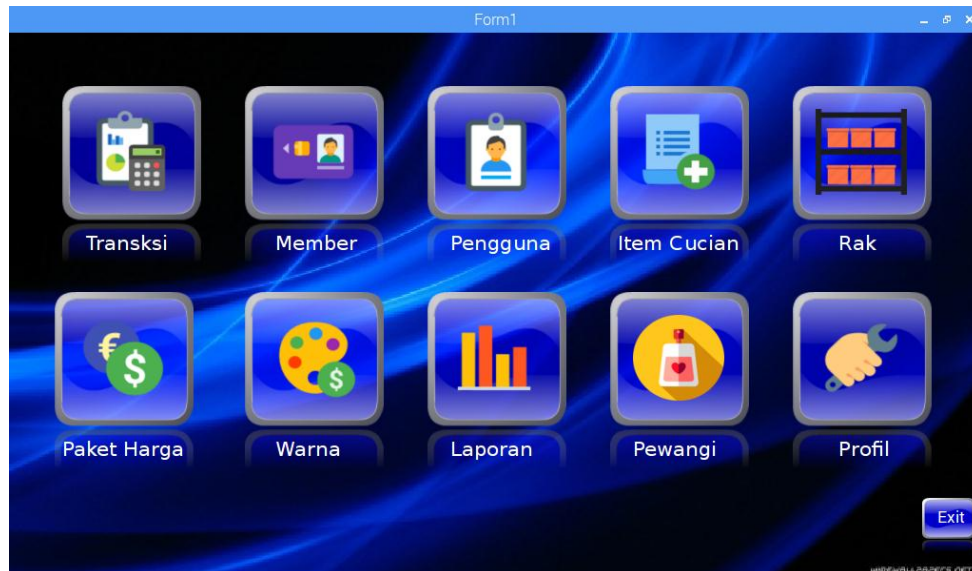 Form1
Transksi Member Pengguna Item Cucian Rak
Paket Harga Warna Laporan Pewangi Profil
Exit